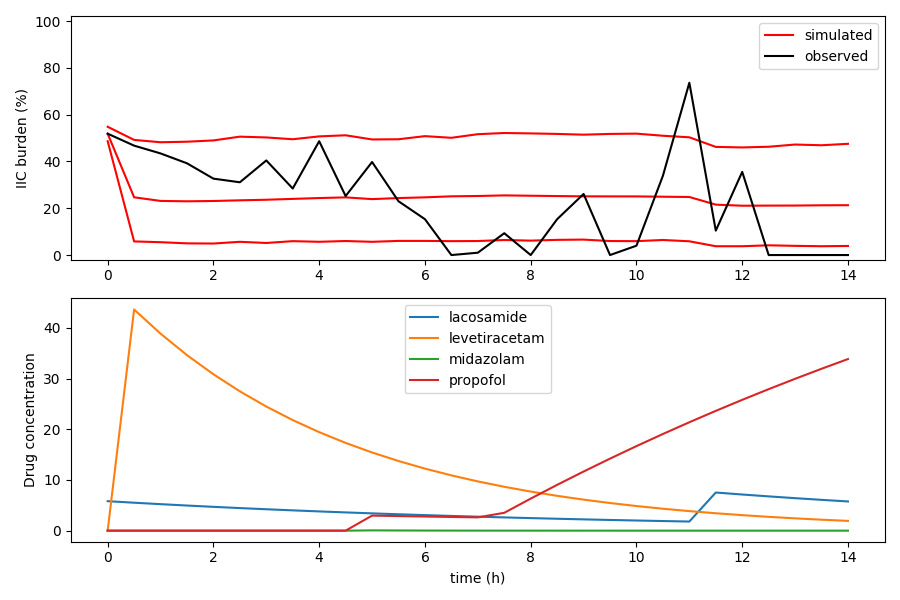 100
80
60
40
20
0
IIC burden (%)
simulated
observed
0 2 4 6 8 10 12 14
40
30
20
10
0
Drug concentration
lacosamide
levetiracetam
midazolam
propofol
0 2 4 6 8 10 12 14
time (h)